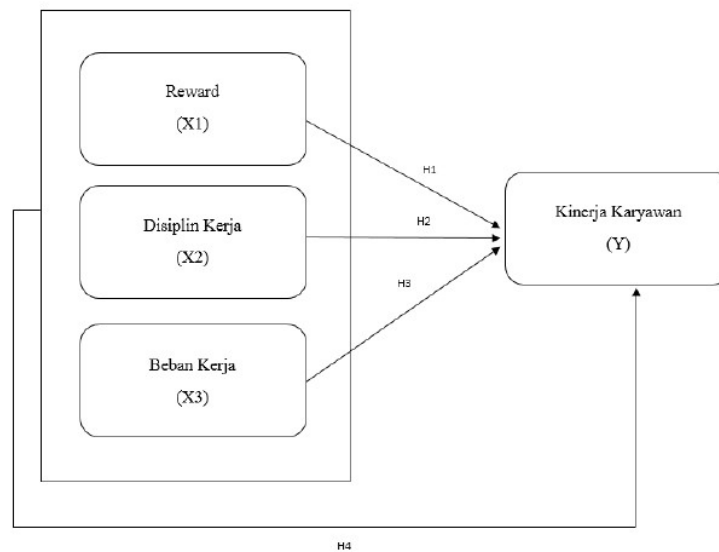 Reward
(X1)
H1
Disiplin Kerja
(X2)
H2
Kinerja Karyawan
(Y)
H3
Beban Kerja
(X3)
H4